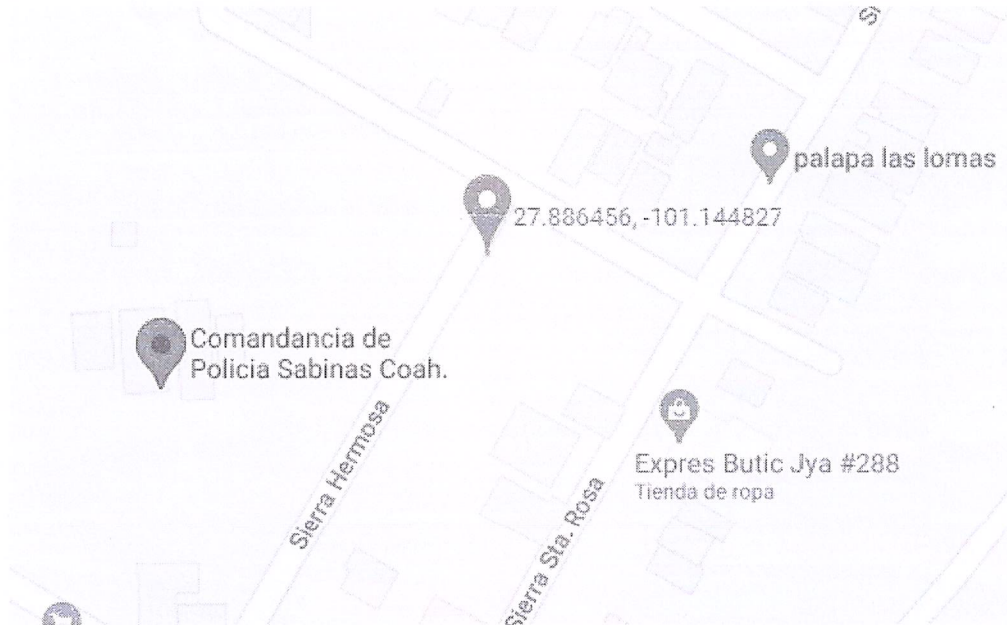 palapa las lomas
27.886456, -101.144827
Comandancia de
Policia Sabinas Coah.
Sierra Hermosa
Expres Butic Jya #288
Tienda de ropa
Sierra Sta. Rosa